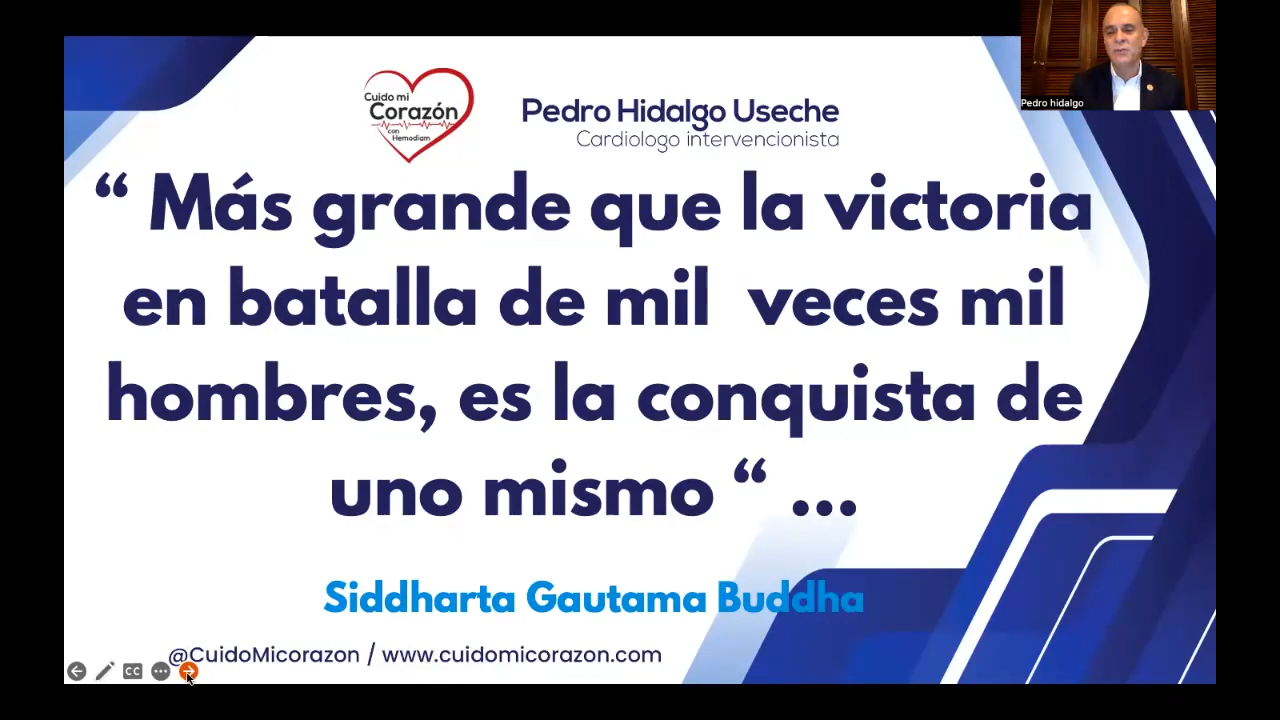 Pedro hidalgo
Cuido mi
Corazón
con
Hemodiam
Pedro Hidalgo Useche
Cardiologo intervencionista
“ Más grande que la victoria
en batalla de mil  veces mil
hombres, es la conquista de
uno mismo “ ...
Siddharta Gautama Buddha
@CuidoMicorazon / www.cuidomicorazon.com
CC